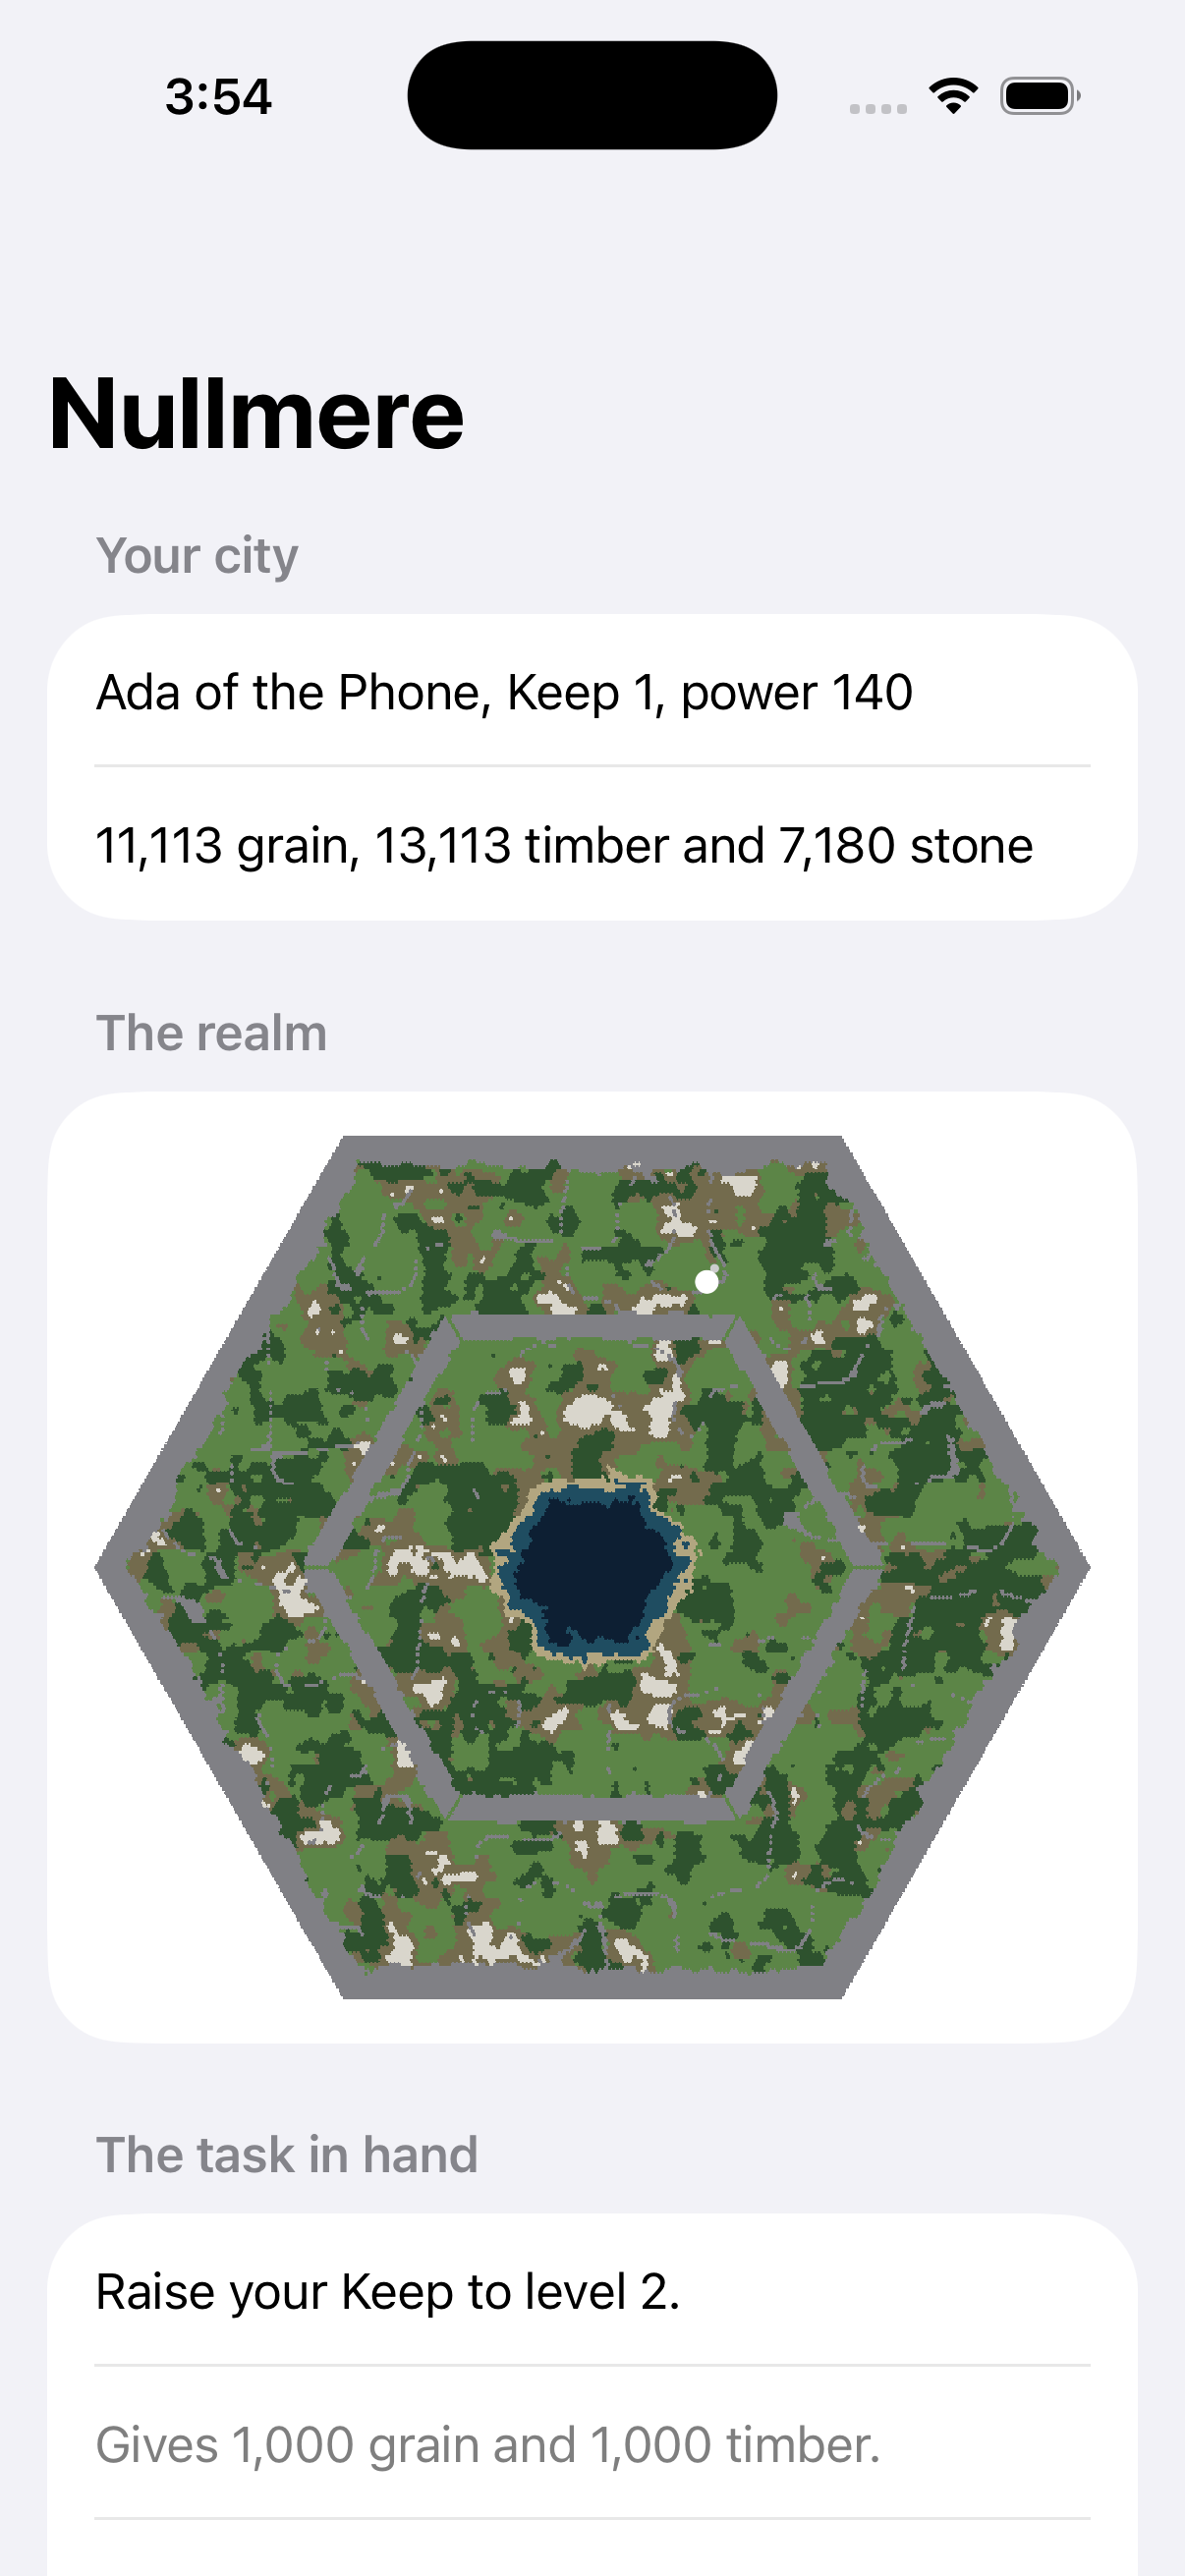 3:54
Nullmere
Your city
Ada of the Phone, Keep 1, power 140
11,113 grain, 13,113 timber and 7,180 stone
The realm
The task in hand
Raise your Keep to level 2.
Gives 1,000 grain and 1,000 timber.